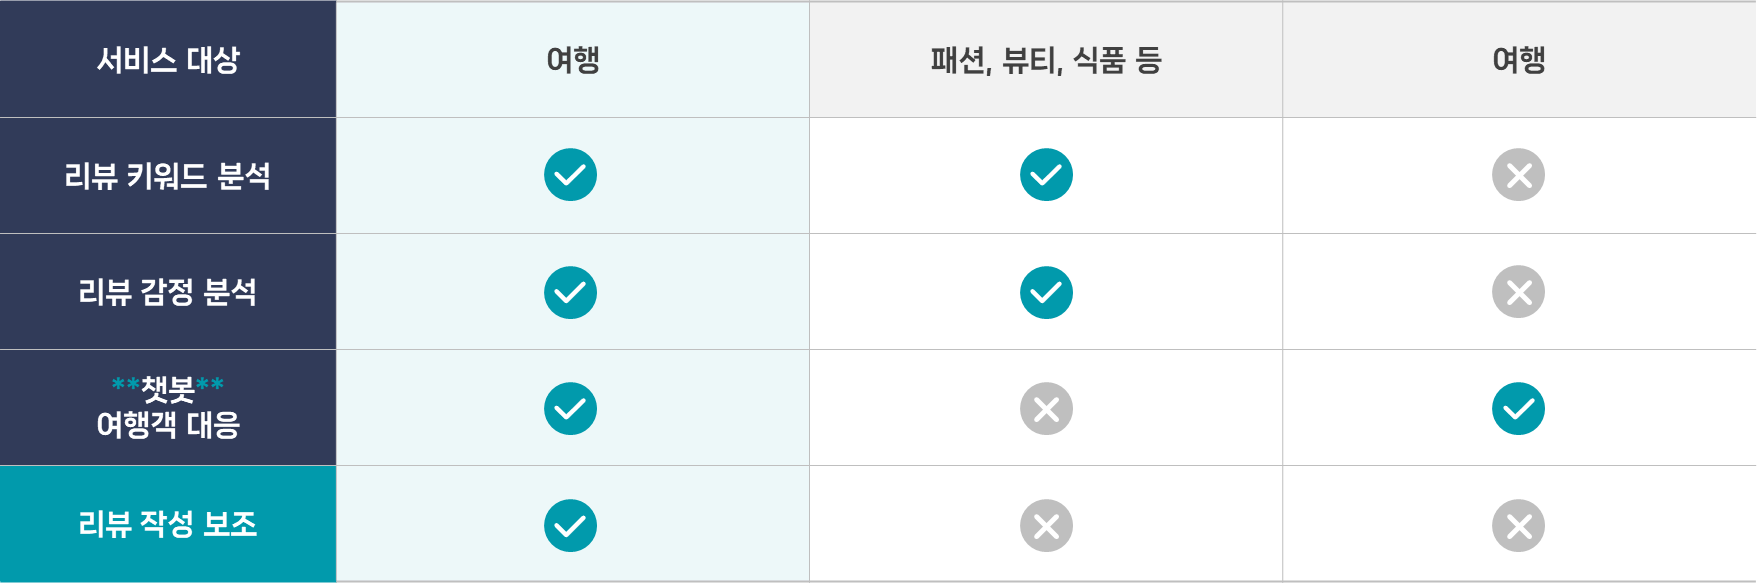 서비스 대상 여행 패션, 뷰티, 식품 등 여행
리뷰 키워드 분석
리뷰 감정 분석
**챗봇**
여행객 대응
리뷰 작성 보조